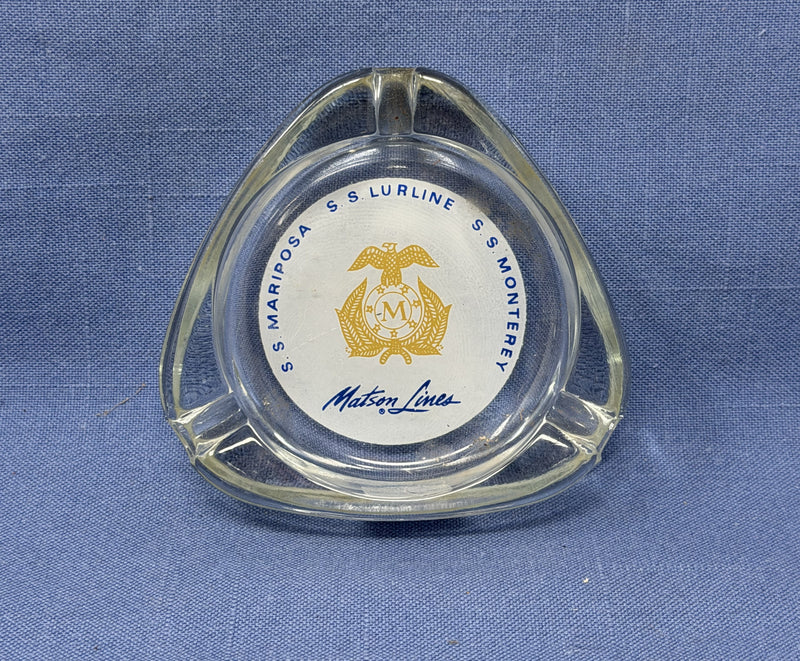 S.S. MARIPOSA
S.S. LURLINE
S.S. MONTEREY
M
Matson Lines
®